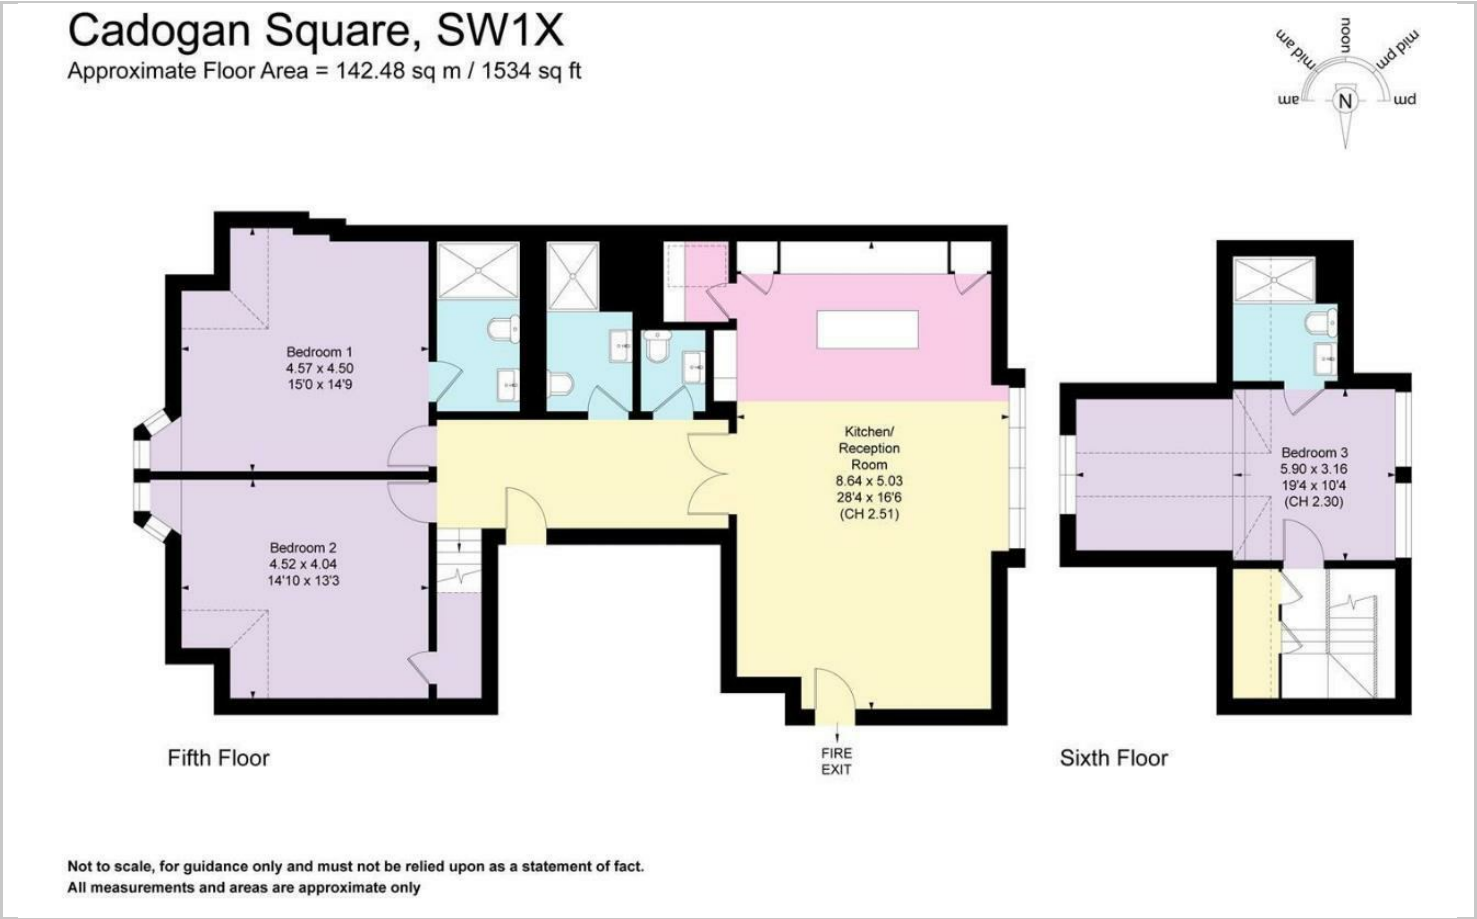 Cadogan Square, SW1X
Approximate Floor Area = 142.48 sq m / 1534 sq ft
am
mid am
noon
mid pm
pm
N
Bedroom 1
4.57 x 4.50
15'0 x 14'9
Bedroom 2
4.52 x 4.04
14'10 x 13'3
Kitchen/
Reception
Room
8.64 x 5.03
28'4 x 16'6
(CH 2.51)
Bedroom 3
5.90 x 3.16
19'4 x 10'4
(CH 2.30)
FIRE
EXIT
Fifth Floor
Sixth Floor
Not to scale, for guidance only and must not be relied upon as a statement of fact.
All measurements and areas are approximate only